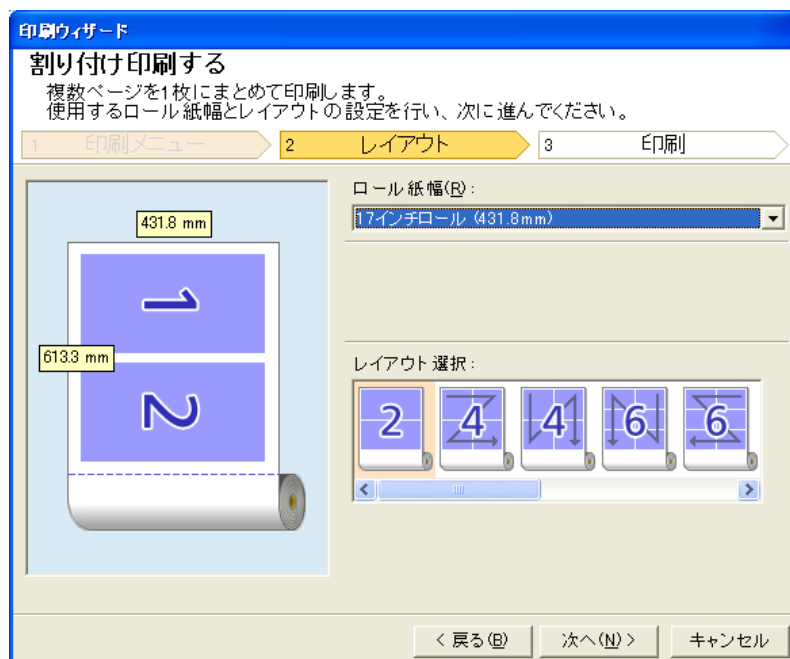 印刷ウィザード
割り付け印刷する
複数ページを1枚にまとめて印刷します。
使用するロール紙幅とレイアウトの設定を行い、次に進んでください。
1 印刷メニュー 2 レイアウト 3 印刷
ロール紙幅(R):
17インチロール (431.8mm)
431.8 mm
1
613.3 mm
2
レイアウト選択:
2 4 4 6 6
< 戻る(B) 次へ(N) > キャンセル